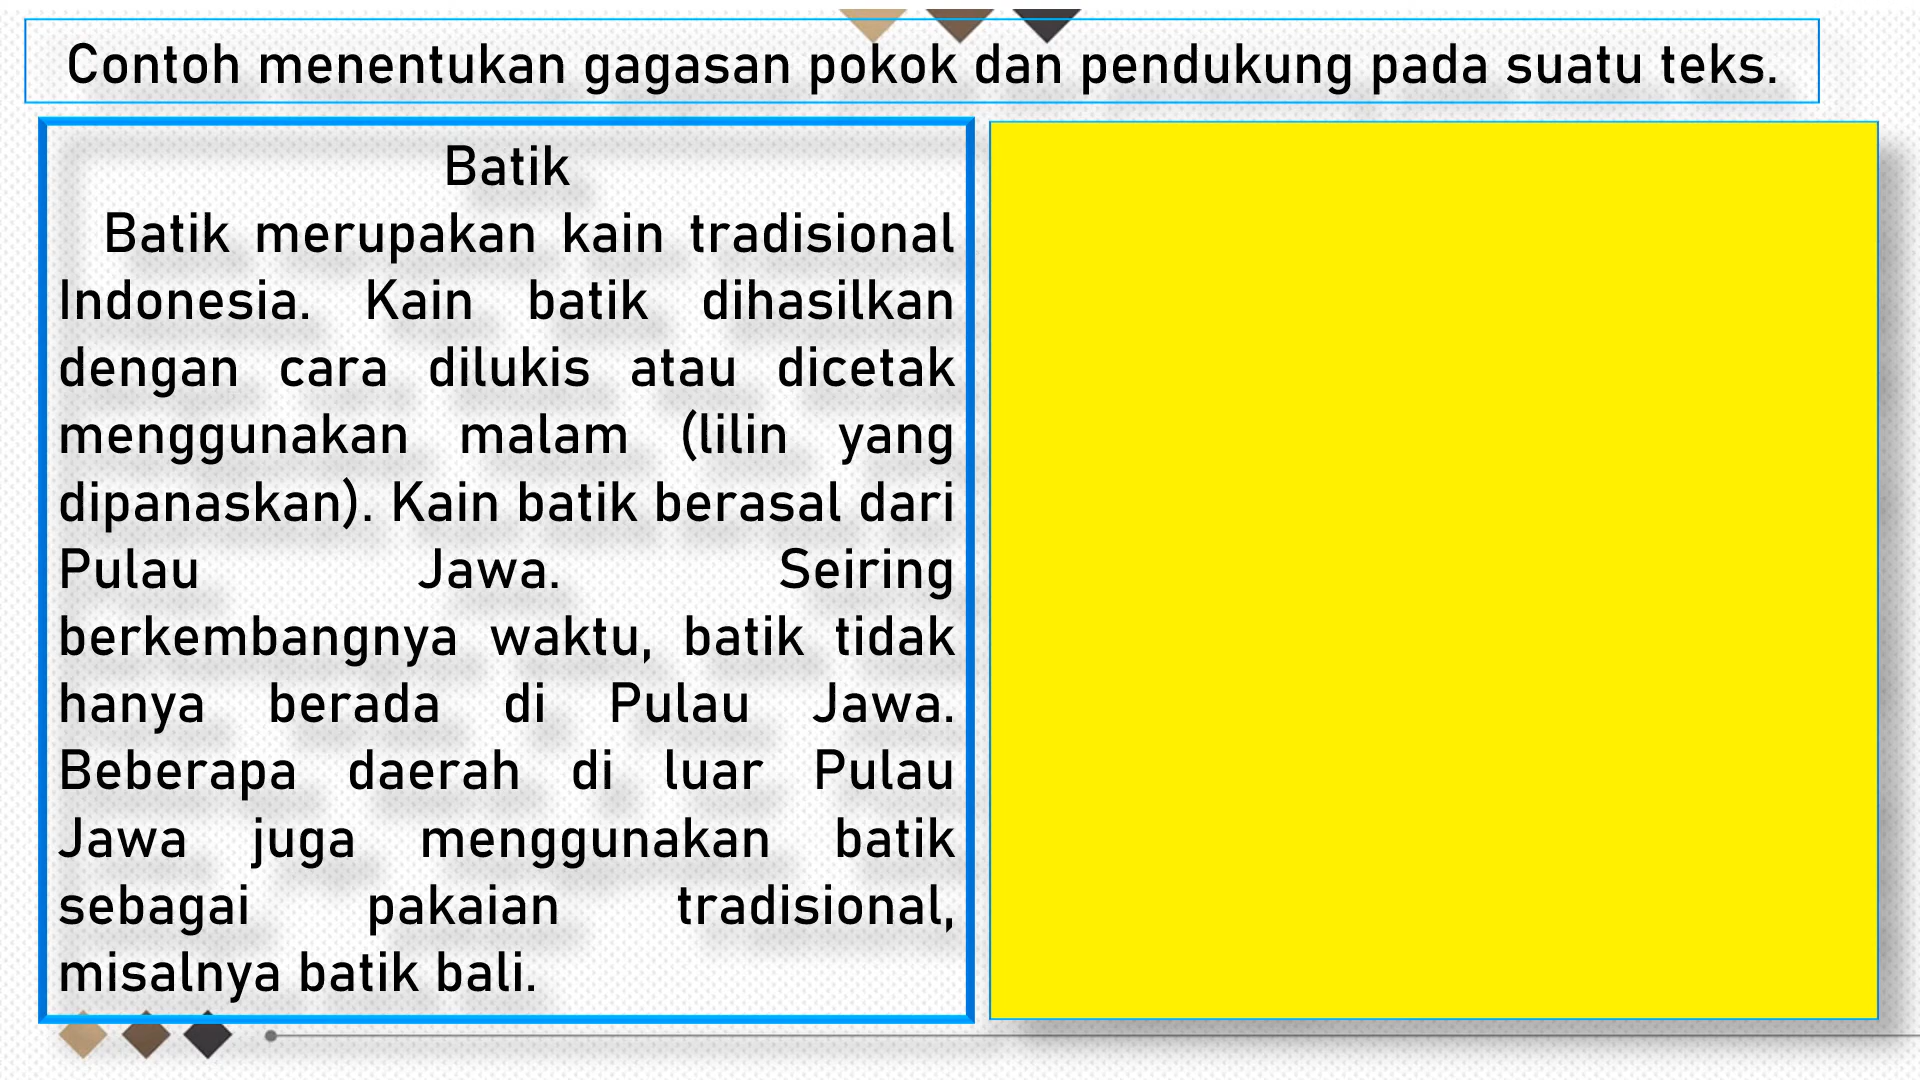 Contoh menentukan gagasan pokok dan pendukung pada suatu teks.
Batik
Batik merupakan kain tradisional
Indonesia. Kain batik dihasilkan
dengan cara dilukis atau dicetak
menggunakan malam (lilin yang
dipanaskan). Kain batik berasal dari
Pulau Jawa. Seiring
berkembangnya waktu, batik tidak
hanya berada di Pulau Jawa.
Beberapa daerah di luar Pulau
Jawa juga menggunakan batik
sebagai pakaian tradisional,
misalnya batik bali.